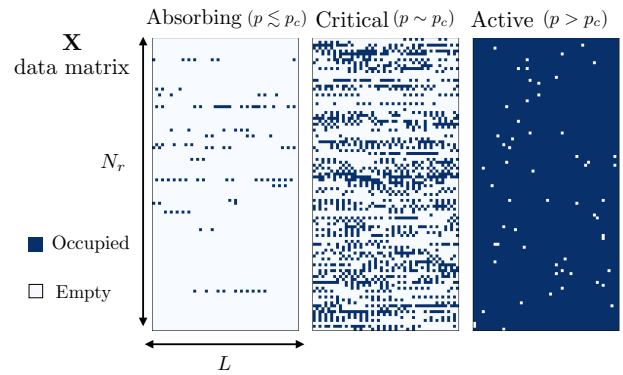 Absorbing (p ≲ p_c) Critical (p ∼ p_c) Active (p > p_c)
X
data matrix
N_r
Occupied
Empty
L